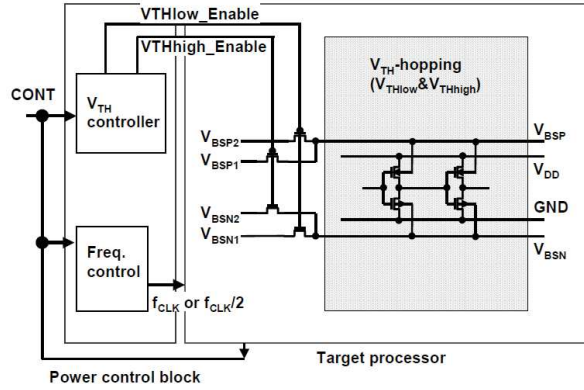 VTHlow_Enable
VTHhigh_Enable
CONT
VTH
controller
VTH-hopping
(VTHlow&VTHhigh)
VBSP2
VBSP1
VBSP
VDD
VBSN2
VBSN1
GND
VBSN
Freq.
control
fCLK or fCLK/2
Target processor
Power control block